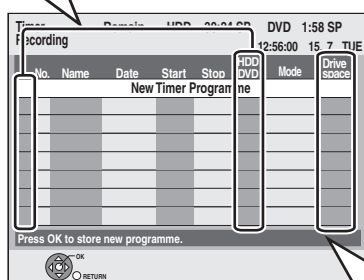 Timer Remain HDD 30:24 SP DVD 1:58 SP
Recording 12:56:00 15. 7. TUE
No. Name Date Start Stop HDD DVD Mode Drive space
New Timer Programme
Press OK to store new programme.
OK
RETURN